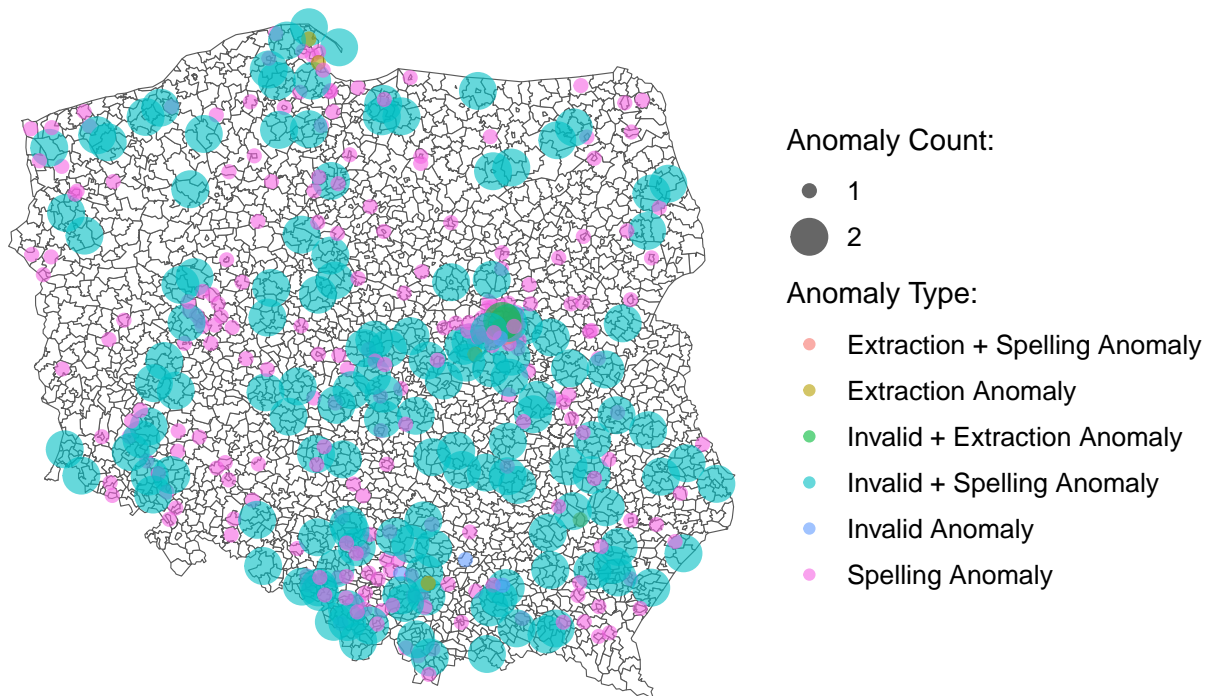 Anomaly Count:
1
2
Anomaly Type:
Extraction + Spelling Anomaly
Extraction Anomaly
Invalid + Extraction Anomaly
Invalid + Spelling Anomaly
Invalid Anomaly
Spelling Anomaly